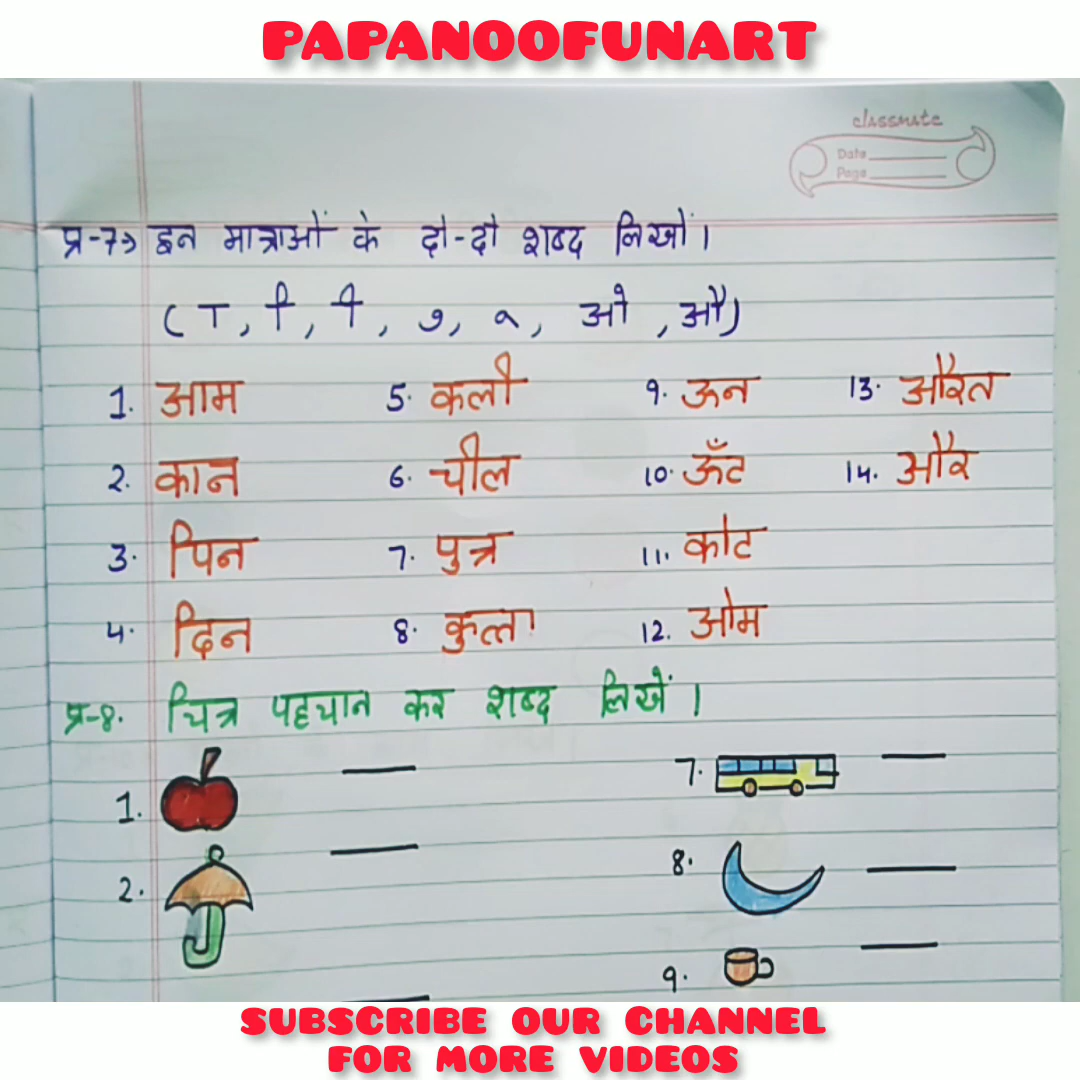 PAPANOOFUNART
classmate
Date
Page
प्र-7→ इन मात्राओं के दो-दो शब्द लिखों।
( ा, ि, ी, ु, ू, ओ, औ)
1. आम 5. कली 9. ऊन 13. औरत
2. कान 6. चील 10. ऊँट 14. और
3. पिन 7. पुत्र 11. कोट
4. दिन 8. कुत्ता 12. ओम
प्र-8. चित्र पहचान कर शब्द लिखें।
1. 7.
2. 8.
9.
SUBSCRIBE OUR CHANNEL
FOR MORE VIDEOS